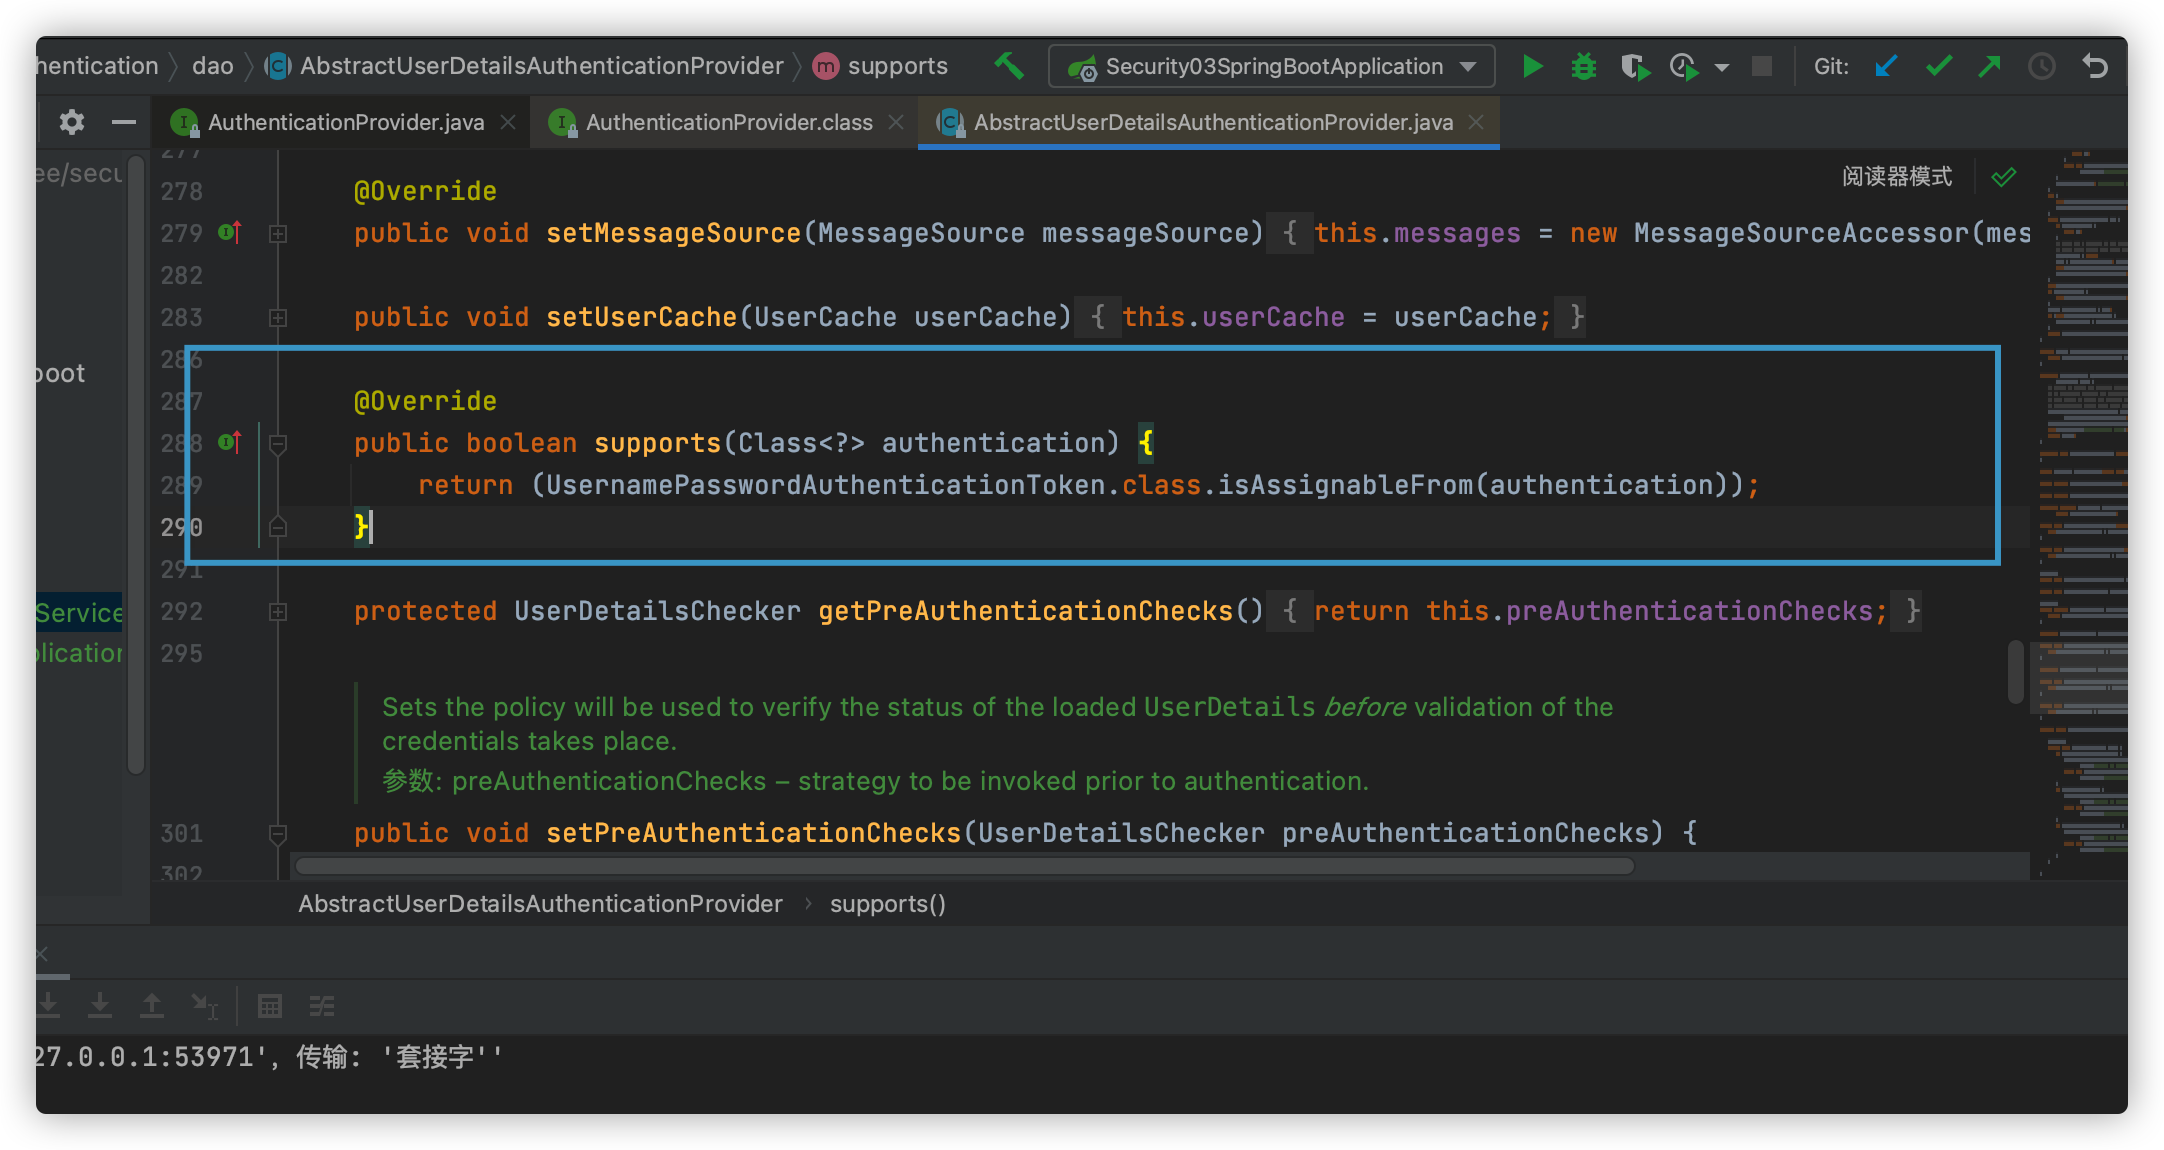 hentication dao AbstractUserDetailsAuthenticationProvider supports Security03SpringBootApplication Git:
AuthenticationProvider.java AuthenticationProvider.class AbstractUserDetailsAuthenticationProvider.java
ee/secu
阅读器模式
277
278 @Override
279 public void setMessageSource(MessageSource messageSource) { this.messages = new MessageSourceAccessor(mes
282
283 public void setUserCache(UserCache userCache) { this.userCache = userCache; }
286
boot
287 @Override
288 public boolean supports(Class<?> authentication) {
289 return (UsernamePasswordAuthenticationToken.class.isAssignableFrom(authentication));
290 }
291
292 protected UserDetailsChecker getPreAuthenticationChecks() { return this.preAuthenticationChecks; }
Service
295
plication
Sets the policy will be used to verify the status of the loaded UserDetails before validation of the
credentials takes place.
参数: preAuthenticationChecks – strategy to be invoked prior to authentication.
301 public void setPreAuthenticationChecks(UserDetailsChecker preAuthenticationChecks) {
302
AbstractUserDetailsAuthenticationProvider supports()
27.0.0.1:53971', 传输: '套接字''